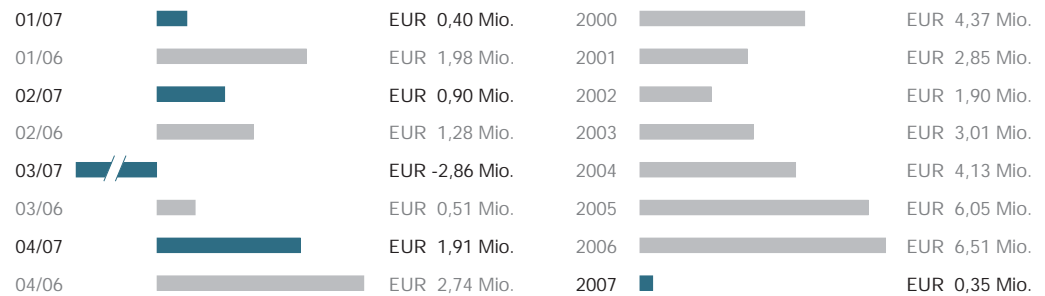 01/07 EUR 0,40 Mio.
01/06 EUR 1,98 Mio.
02/07 EUR 0,90 Mio.
02/06 EUR 1,28 Mio.
03/07 EUR -2,86 Mio.
03/06 EUR 0,51 Mio.
04/07 EUR 1,91 Mio.
04/06 EUR 2,74 Mio.
2000 EUR 4,37 Mio.
2001 EUR 2,85 Mio.
2002 EUR 1,90 Mio.
2003 EUR 3,01 Mio.
2004 EUR 4,13 Mio.
2005 EUR 6,05 Mio.
2006 EUR 6,51 Mio.
2007 EUR 0,35 Mio.